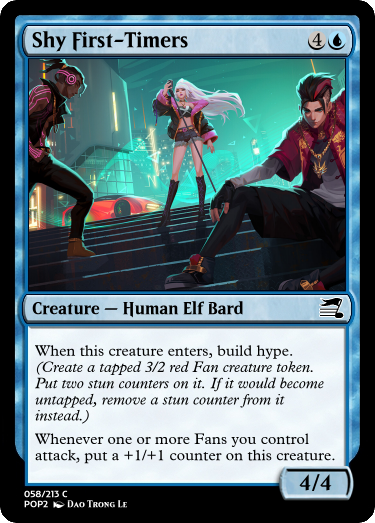 Shy First-Timers 4
Creature — Human Elf Bard
When this creature enters, build hype.
(Create a tapped 3/2 red Fan creature token.
Put two stun counters on it. If it would become
untapped, remove a stun counter from it
instead.)
Whenever one or more Fans you control
attack, put a +1/+1 counter on this creature.
4/4
058/213 C
POP2 Dao Trong Le